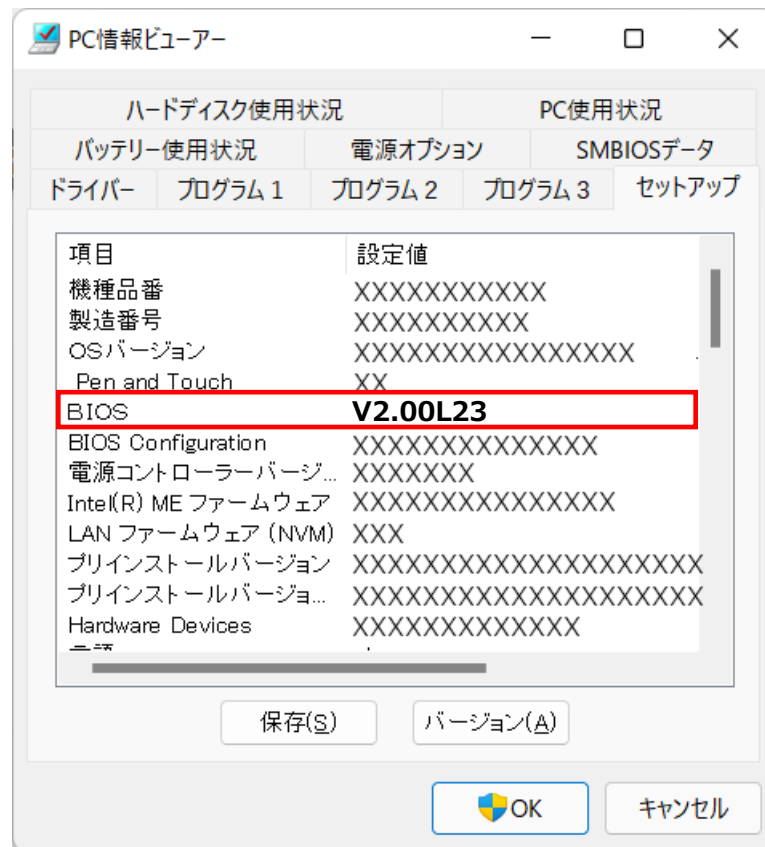 PC情報ビューアー
ハードディスク使用状況 PC使用状況
バッテリー使用状況 電源オプション SMBIOSデータ
ドライバー プログラム 1 プログラム 2 プログラム 3 セットアップ
項目 設定値
機種品番 XXXXXXXXXXX
製造番号 XXXXXXXXXX
OSバージョン XXXXXXXXXXXXXXXX
Pen and Touch XX
BIOS V2.00L23
BIOS Configuration XXXXXXXXXXXXXX
電源コントローラーバージ... XXXXXXX
Intel(R) ME ファームウェア XXXXXXXXXXXXXXX
LAN ファームウェア (NVM) XXX
プリインストールバージョン XXXXXXXXXXXXXXXXXXXX
プリインストールバージョ... XXXXXXXXXXXXXXXXXXXX
Hardware Devices XXXXXXXXXXXXX
保存(S) バージョン(A)
OK キャンセル